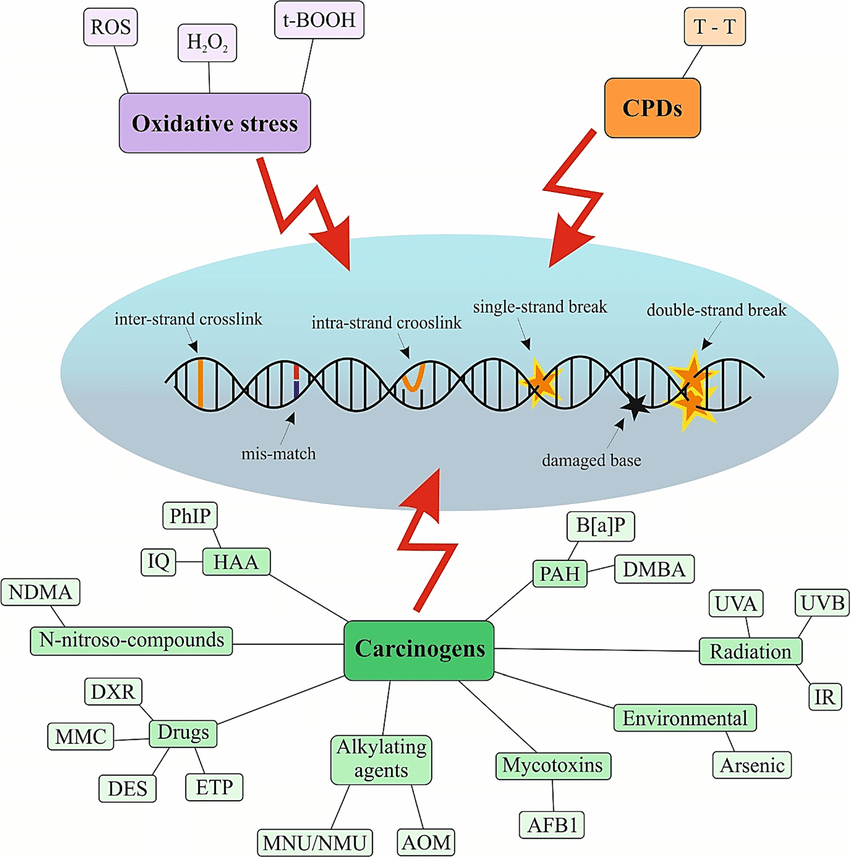 ROS
H₂O₂
t-BOOH
T - T
Oxidative stress
CPDs
inter-strand crosslink
intra-strand crooslink
single-strand break
double-strand break
mis-match
damaged base
PhIP
IQ
HAA
B[a]P
PAH
DMBA
NDMA
N-nitroso-compounds
Carcinogens
UVA
UVB
Radiation
IR
DXR
MMC
Drugs
DES
ETP
Alkylating
agents
MNU/NMU
AOM
Mycotoxins
AFB1
Environmental
Arsenic